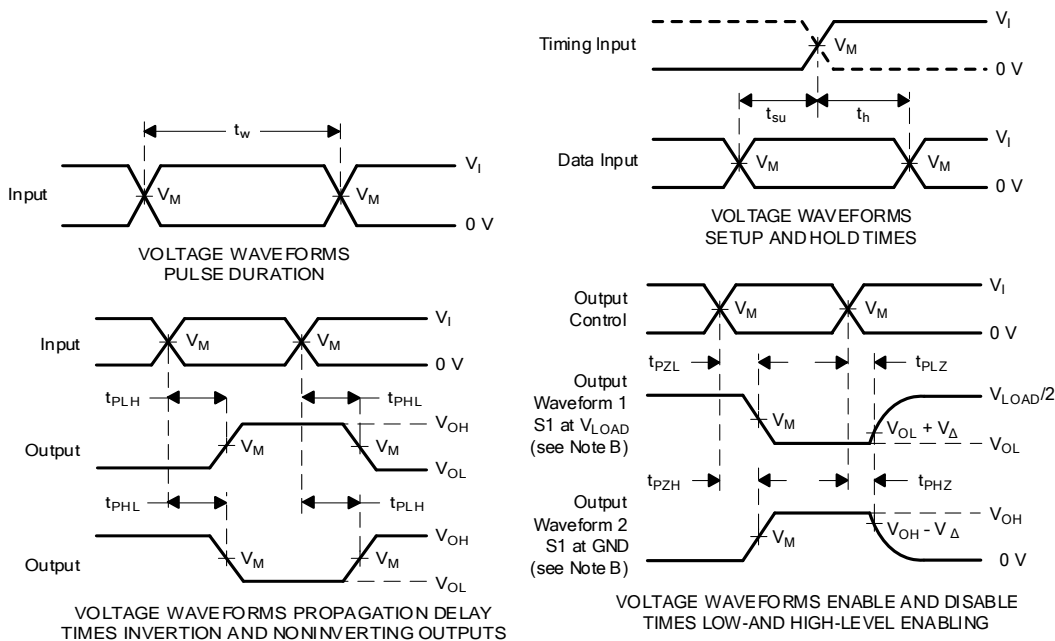 t_w
V_I
Input
V_M
V_M
0 V
VOLTAGE WAVEFORMS
PULSE DURATION
V_I
Timing Input
V_M
0 V
t_su
t_h
V_I
Data Input
V_M
V_M
0 V
VOLTAGE WAVEFORMS
SETUP AND HOLD TIMES
V_I
Input
V_M
V_M
0 V
t_PLH
t_PHL
V_OH
Output
V_M
V_M
V_OL
t_PHL
t_PLH
V_OH
Output
V_M
V_M
V_OL
VOLTAGE WAVEFORMS PROPAGATION DELAY
TIMES INVERTION AND NONINVERTING OUTPUTS
V_I
Output
Control
V_M
V_M
0 V
t_PZL
t_PLZ
Output
Waveform 1
S1 at V_LOAD
(see Note B)
V_LOAD/2
V_M
V_OL + V_Δ
V_OL
t_PZH
t_PHZ
Output
Waveform 2
S1 at GND
(see Note B)
V_OH
V_M
V_OH - V_Δ
0 V
VOLTAGE WAVEFORMS ENABLE AND DISABLE
TIMES LOW-AND HIGH-LEVEL ENABLING